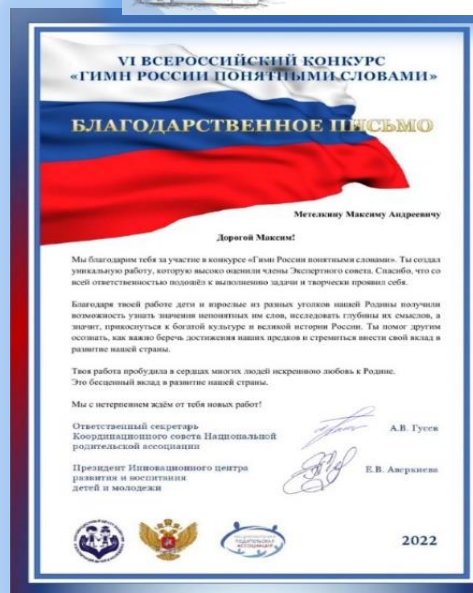 VI ВСЕРОССИЙСКИЙ КОНКУРС
«ГИМН РОССИИ ПОНЯТНЫМИ СЛОВАМИ»
БЛАГОДАРСТВЕННОЕ ПИСЬМО
Метелкину Максиму Андреевичу
Дорогой Максим!
Мы благодарим тебя за участие в конкурсе «Гимн России понятными словами». Ты создал
уникальную работу, которую высоко оценили члены Экспертного совета. Спасибо, что со
всей ответственностью подошёл к выполнению задачи и творчески проявил себя.
Благодаря твоей работе дети и взрослые из разных уголков нашей Родины получили
возможность узнать значения непонятных им слов, исследовать глубины их смыслов, а
значит, прикоснуться к богатой культуре и великой истории России. Ты помог другим
осознать, как важно беречь достижения наших предков и стремиться внести свой вклад в
развитие нашей страны.
Твоя работа пробудила в сердцах многих людей искреннюю любовь к Родине.
Это бесценный вклад в развитие нашей страны.
Мы с нетерпением ждём от тебя новых работ!
Ответственный секретарь
Координационного совета Национальной
родительской ассоциации
А.В. Гусев
Президент Инновационного центра
развития и воспитания
детей и молодежи
Е.В. Аверкиева
РОДИТЕЛЬСКАЯ
АССОЦИАЦИЯ
2022